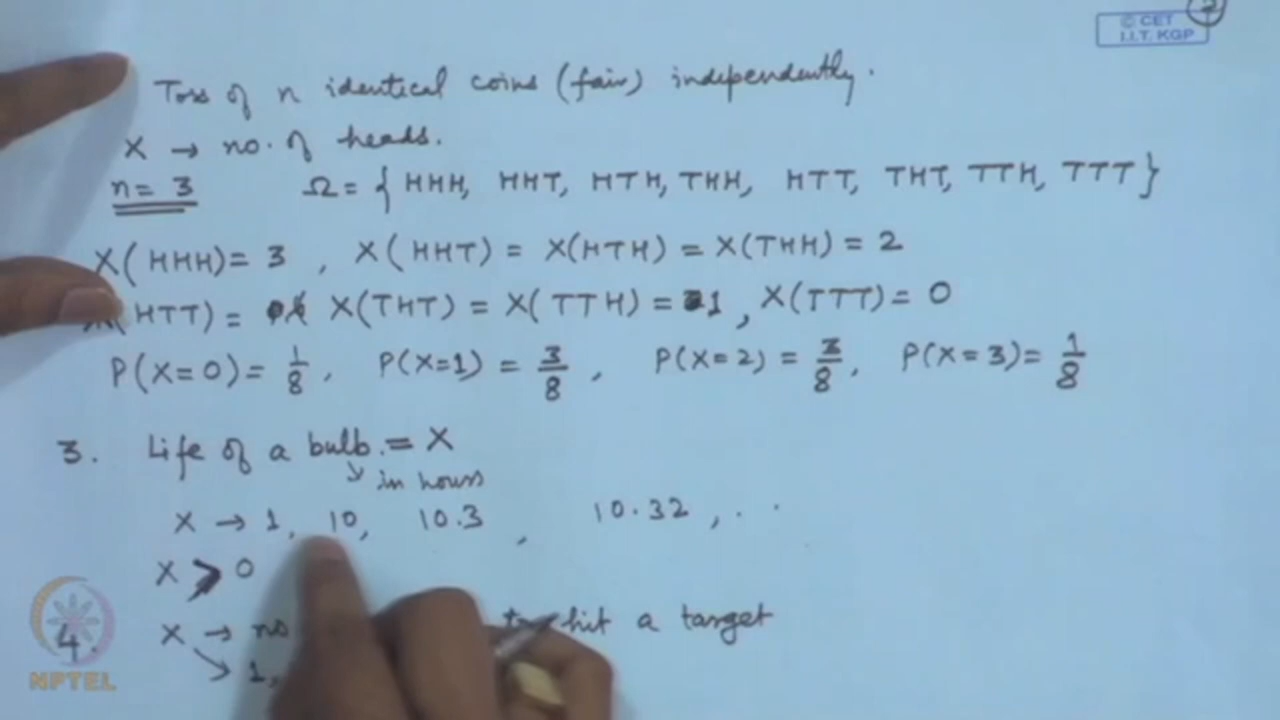 © CET
I.I.T. KGP
Toss of n identical coins (fair) independently.
X → no. of heads.
n = 3 Ω = { HHH, HHT, HTH, THH, HTT, THT, TTH, TTT }
X( HHH) = 3 , X( HHT) = X(HTH) = X(THH) = 2
X( HTT) = X(THT) = X( TTH) = 1 , X(TTT) = 0
P(X=0) = 1/8 , P(X=1) = 3/8 , P(X=2) = 3/8 , P(X=3) = 1/8
3. Life of a bulb. = X
↘ in hours
X → 1, 10, 10.3 , 10.32 , . .
X > 0
4. X → no hit a target
↘ 1,
NPTEL